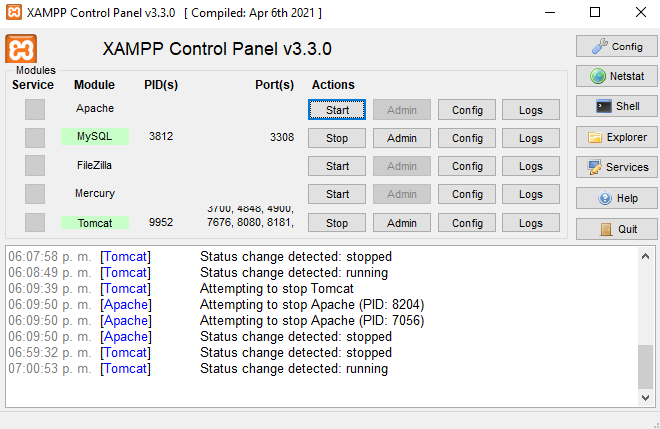 XAMPP Control Panel v3.3.0 [ Compiled: Apr 6th 2021 ]
XAMPP Control Panel v3.3.0
Config
Modules
Service Module PID(s) Port(s) Actions
Netstat
Apache Start Admin Config Logs
Shell
MySQL 3812 3308 Stop Admin Config Logs
Explorer
FileZilla Start Admin Config Logs
Services
Mercury Start Admin Config Logs
Help
3700, 4848, 4900,
Tomcat 9952 7676, 8080, 8181, Stop Admin Config Logs
Quit
06:07:58 p. m. [Tomcat] Status change detected: stopped
06:08:49 p. m. [Tomcat] Status change detected: running
06:09:39 p. m. [Tomcat] Attempting to stop Tomcat
06:09:50 p. m. [Apache] Attempting to stop Apache (PID: 8204)
06:09:50 p. m. [Apache] Attempting to stop Apache (PID: 7056)
06:09:50 p. m. [Apache] Status change detected: stopped
06:59:32 p. m. [Tomcat] Status change detected: stopped
07:00:53 p. m. [Tomcat] Status change detected: running